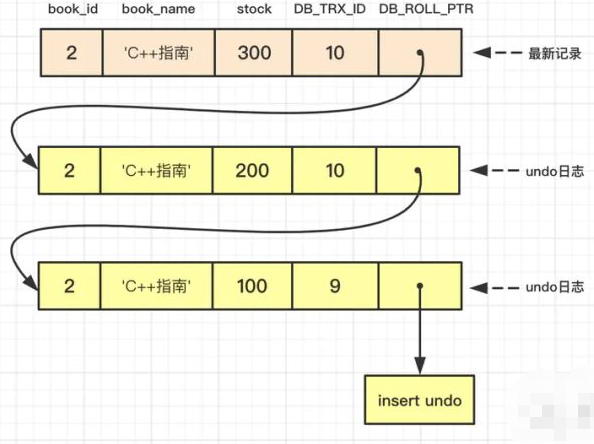 book_id book_name stock DB_TRX_ID DB_ROLL_PTR
2 'C++指南' 300 10 最新记录
2 'C++指南' 200 10 undo日志
2 'C++指南' 100 9 undo日志
insert undo